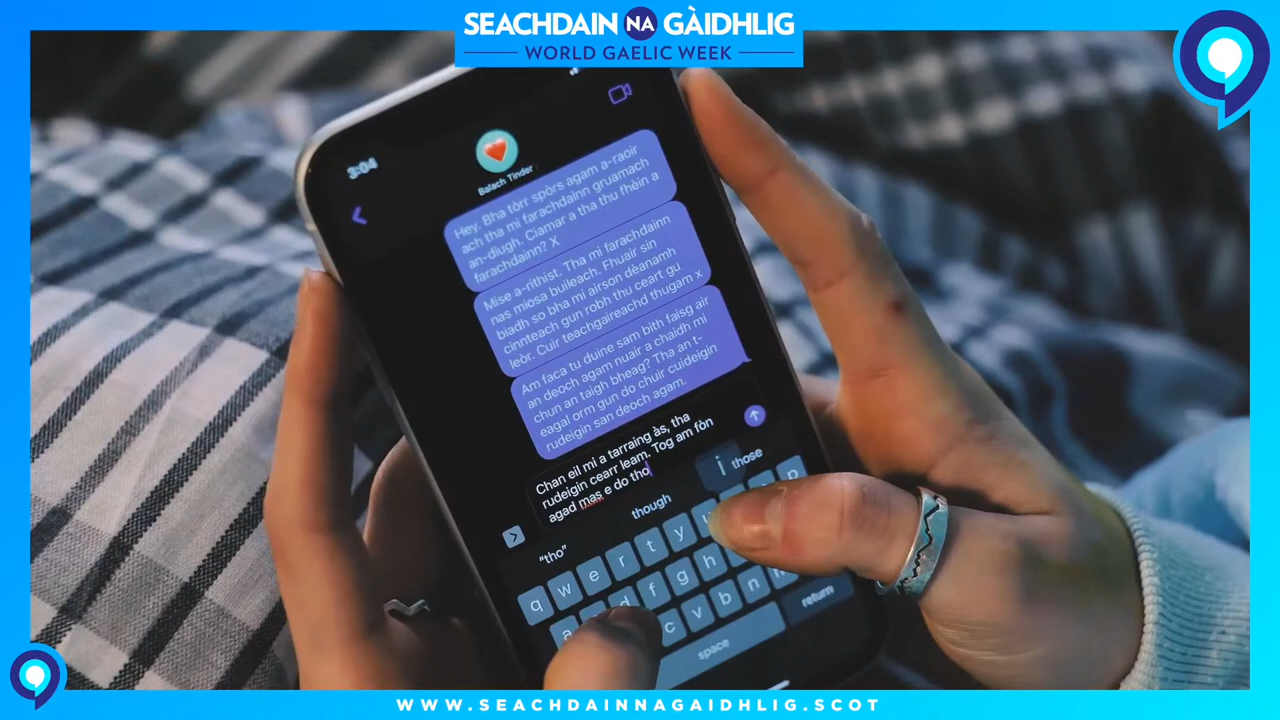 SEACHDAIN NA GÀIDHLIG
WORLD GAELIC WEEK
3:04
Balach Tinder
Hey. Bha tòrr spòrs agam a-raoir
ach tha mi farachdainn gruamach
an-diugh. Ciamar a tha thu fhèin a
farachdainn? X
Mise a-rithist. Tha mi farachdainn
nas miosa buileach. Fhuair sin
biadh so bha mi airson dèanamh
cinnteach gun robh thu ceart gu
leòr. Cuir teachgaireachd thugam x
Am faca tu duine sam bith faisg air
an deoch agam nuair a chaidh mi
chun an taigh bheag? Tha an t-
eagal orm gun do chuir cuideigin
rudeigin san deoch agam.
Chan eil mi a tarraing às, tha
rudeigin cearr leam. Tog am fòn
agad mas e do tho
"tho"
though
those
i
q w e r t y u p
a d f g h
c v b n m
space
return
WWW.SEACHDAINNAGAIDHLIG.SCOT